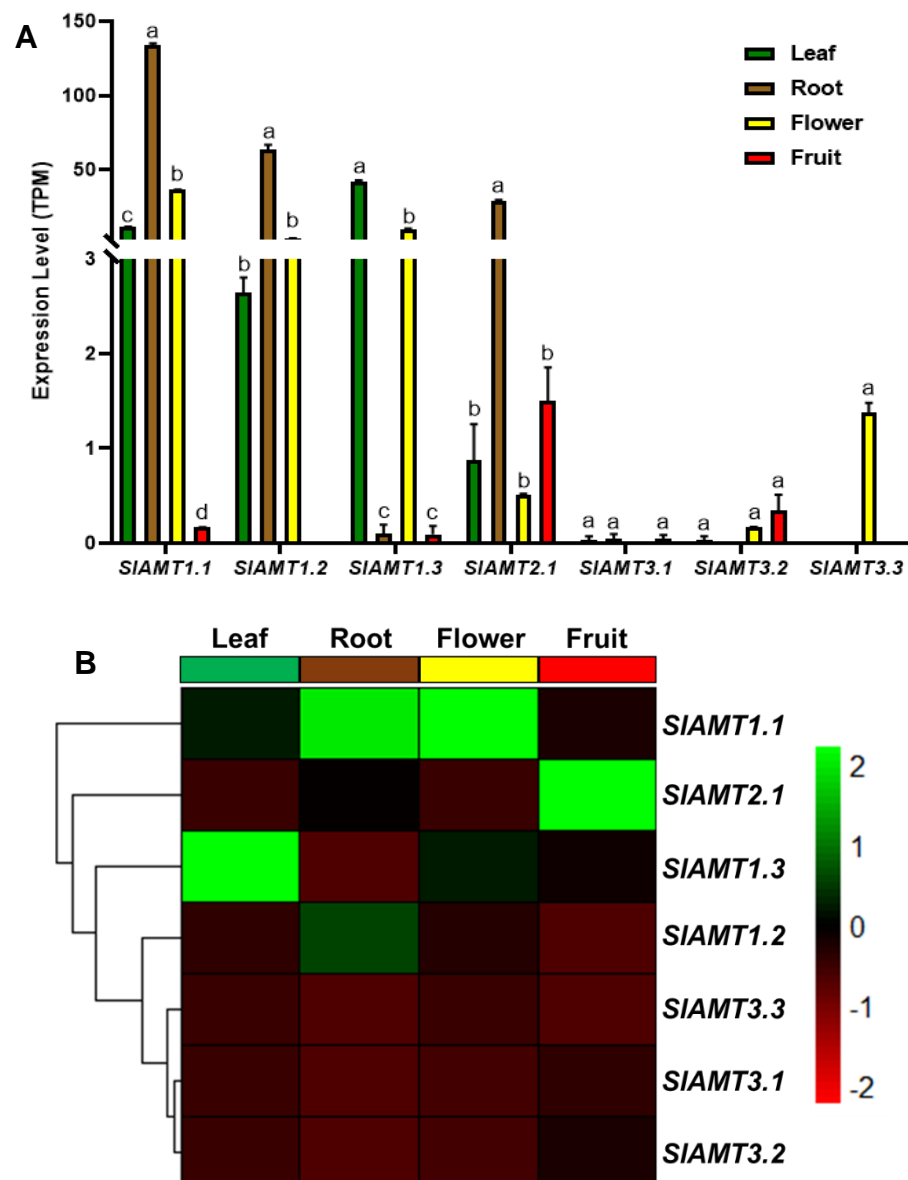 A
Expression Level (TPM)
150
100
50
3
2
1
0
Leaf
Root
Flower
Fruit
c a b d
b a b
a c b c
b a b b
a a a
a a a
a
SlAMT1.1 SlAMT1.2 SlAMT1.3 SlAMT2.1 SlAMT3.1 SlAMT3.2 SlAMT3.3
B
Leaf Root Flower Fruit
SlAMT1.1
SlAMT2.1
SlAMT1.3
SlAMT1.2
SlAMT3.3
SlAMT3.1
SlAMT3.2
2
1
0
-1
-2